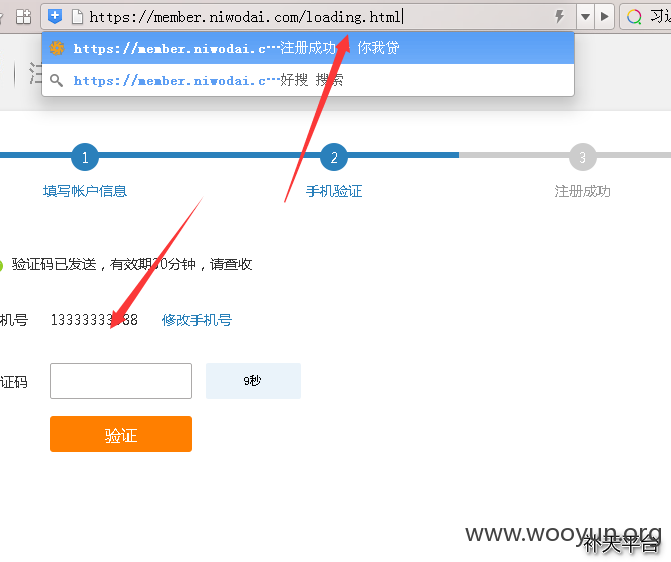 https://member.niwodai.com/loading.html
习近
https://member.niwodai.c…注册成功 你我贷
https://member.niwodai.c…好搜 搜索
注
1
2
3
填写帐户信息
手机验证
注册成功
验证码已发送，有效期30分钟，请查收
机号
修改手机号
证码
9秒
验证
www.wooyun.org
补天平台